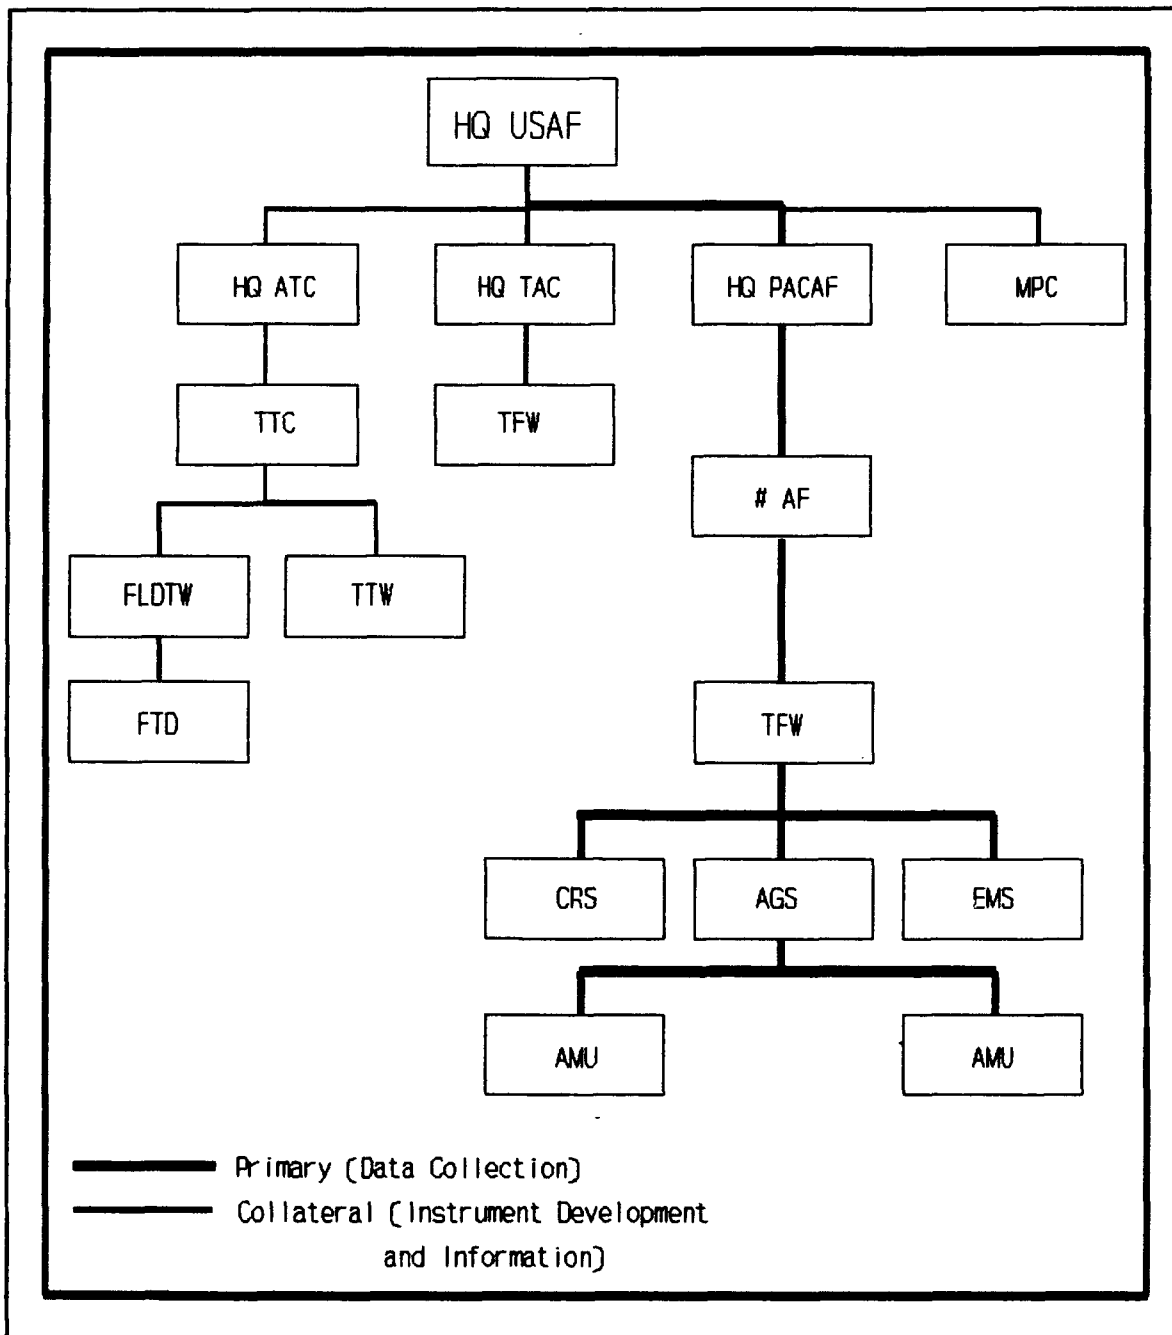 HQ USAF
HQ ATC
HQ TAC
HQ PACAF
MPC
TTC
TFW
# AF
FLDTW
TTW
FTD
TFW
CRS
AGS
EMS
AMU
AMU
Primary (Data Collection)
Collateral (Instrument Development
and Information)